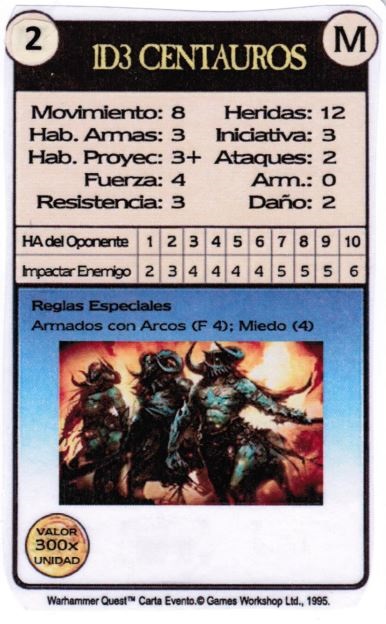 2
1D3 CENTAUROS
M
Movimiento: 8 Heridas: 12
Hab. Armas: 3 Iniciativa: 3
Hab. Proyec: 3+ Ataques: 2
Fuerza: 4 Arm.: 0
Resistencia: 3 Daño: 2
HA del Oponente 1 2 3 4 5 6 7 8 9 10
Impactar Enemigo 2 3 4 4 4 4 5 5 5 6
Reglas Especiales
Armados con Arcos (F 4); Miedo (4)
VALOR
300x
UNIDAD
Warhammer Quest™ Carta Evento.© Games Workshop Ltd., 1995.